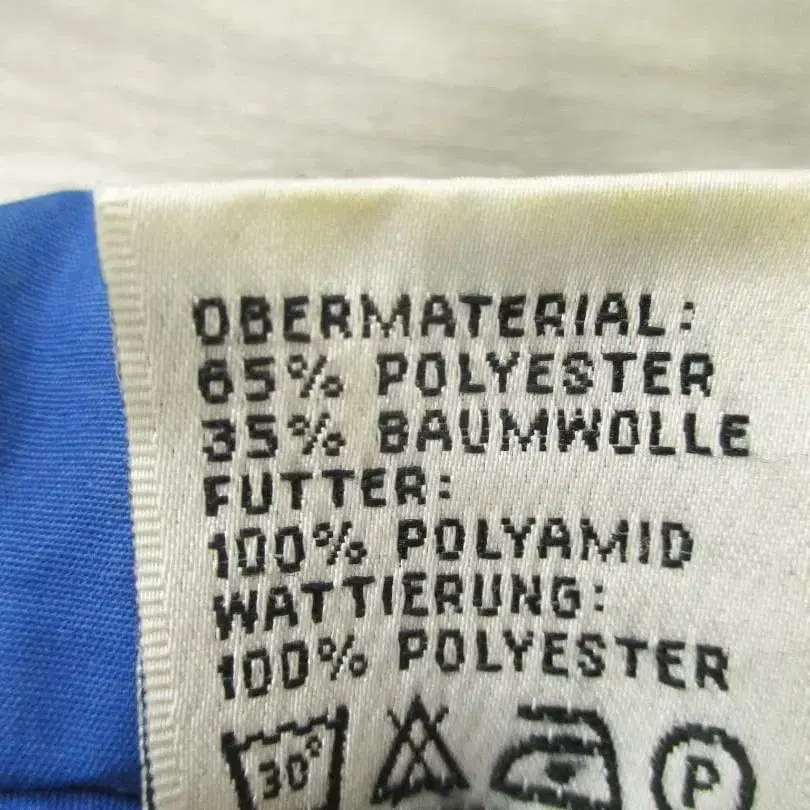 OBERMATERIAL:
65% POLYESTER
35% BAUMWOLLE
FUTTER:
100% POLYAMID
WATTIERUNG:
100% POLYESTER
30° P